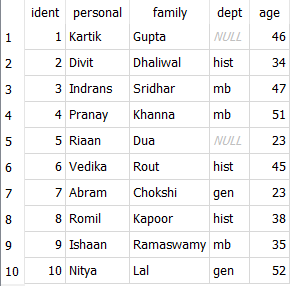 ident personal family dept age
1 1 Kartik Gupta NULL 46
2 2 Divit Dhaliwal hist 34
3 3 Indrans Sridhar mb 47
4 4 Pranay Khanna mb 51
5 5 Riaan Dua NULL 23
6 6 Vedika Rout hist 45
7 7 Abram Chokshi gen 23
8 8 Romil Kapoor hist 38
9 9 Ishaan Ramaswamy mb 35
10 10 Nitya Lal gen 52